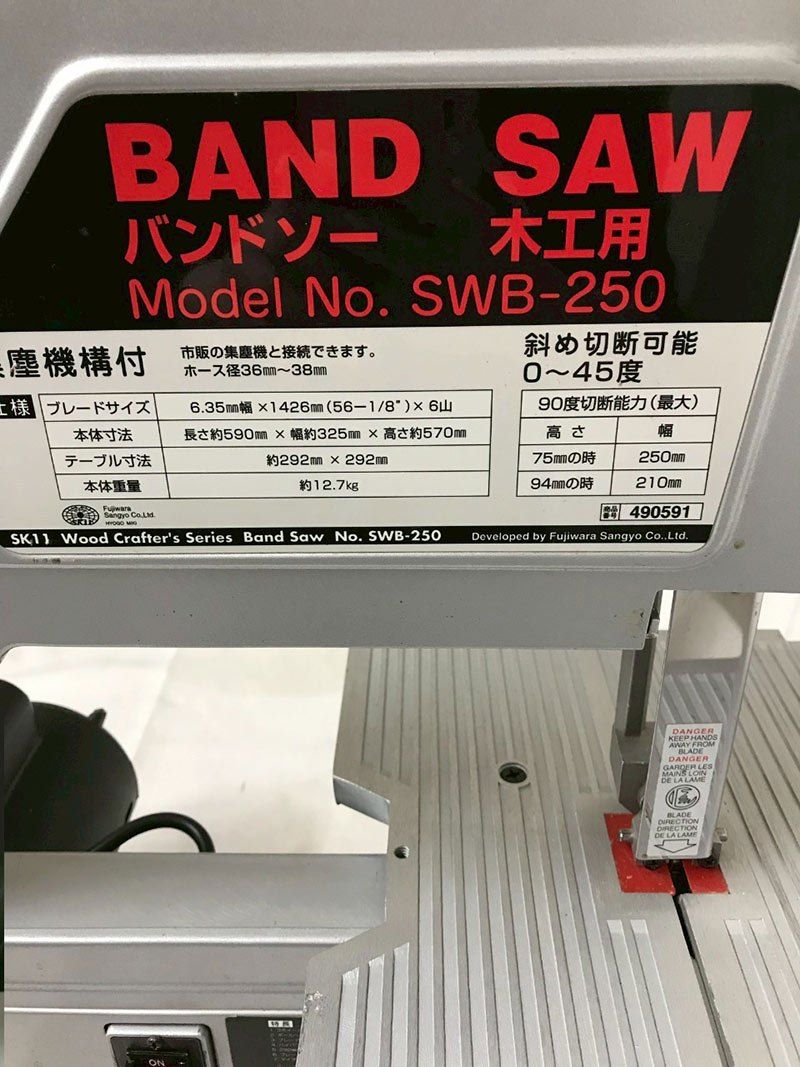 BAND SAW
バンドソー 木工用
Model No. SWB-250
塵機構付
市販の集塵機と接続できます。
ホース径36㎜〜38㎜
斜め切断可能
0〜45度
仕様
ブレードサイズ 6.35㎜幅×1426㎜(56-1/8")×6山
本体寸法 長さ約590㎜ × 幅約325㎜ × 高さ約570㎜
テーブル寸法 約292㎜ × 292㎜
本体重量 約12.7㎏
90度切断能力(最大)
高さ 幅
75㎜の時 250㎜
94㎜の時 210㎜
Fujiwara
Sangyo Co.,Ltd.
HYOGO MIKI
SK11
商品番号 490591
SK11 Wood Crafter's Series Band Saw No. SWB-250 Developed by Fujiwara Sangyo Co.,Ltd.
DANGER
KEEP HANDS
AWAY FROM
BLADE
DANGER
GARDER LES
MAINS LOIN
DE LA LAME
BLADE
DIRECTION
DIRECTION
DE LA LAME
特長
ON